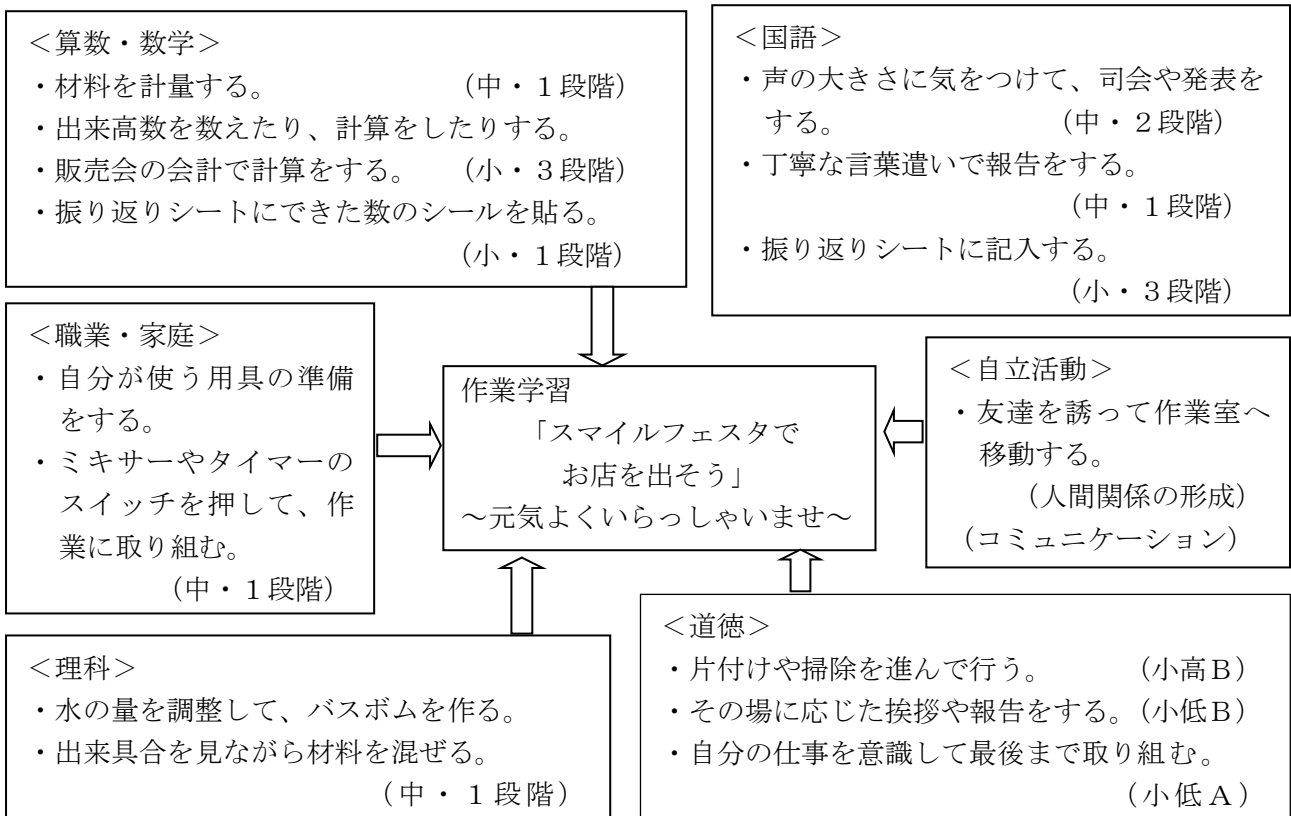 ＜算数・数学＞
・材料を計量する。　（中・１段階）
・出来高数を数えたり、計算をしたりする。
・販売会の会計で計算をする。　（小・３段階）
・振り返りシートにできた数のシールを貼る。
（小・１段階）
＜国語＞
・声の大きさに気をつけて、司会や発表を
する。　（中・２段階）
・丁寧な言葉遣いで報告をする。
（中・１段階）
・振り返りシートに記入する。
（小・３段階）
＜職業・家庭＞
・自分が使う用具の準備
をする。
・ミキサーやタイマーの
スイッチを押して、作
業に取り組む。
（中・１段階）
作業学習
「スマイルフェスタで
お店を出そう」
～元気よくいらっしゃいませ～
＜自立活動＞
・友達を誘って作業室へ
移動する。
（人間関係の形成）
（コミュニケーション）
＜理科＞
・水の量を調整して、バスボムを作る。
・出来具合を見ながら材料を混ぜる。
（中・１段階）
＜道徳＞
・片付けや掃除を進んで行う。　（小高Ｂ）
・その場に応じた挨拶や報告をする。（小低Ｂ）
・自分の仕事を意識して最後まで取り組む。
（小低Ａ）